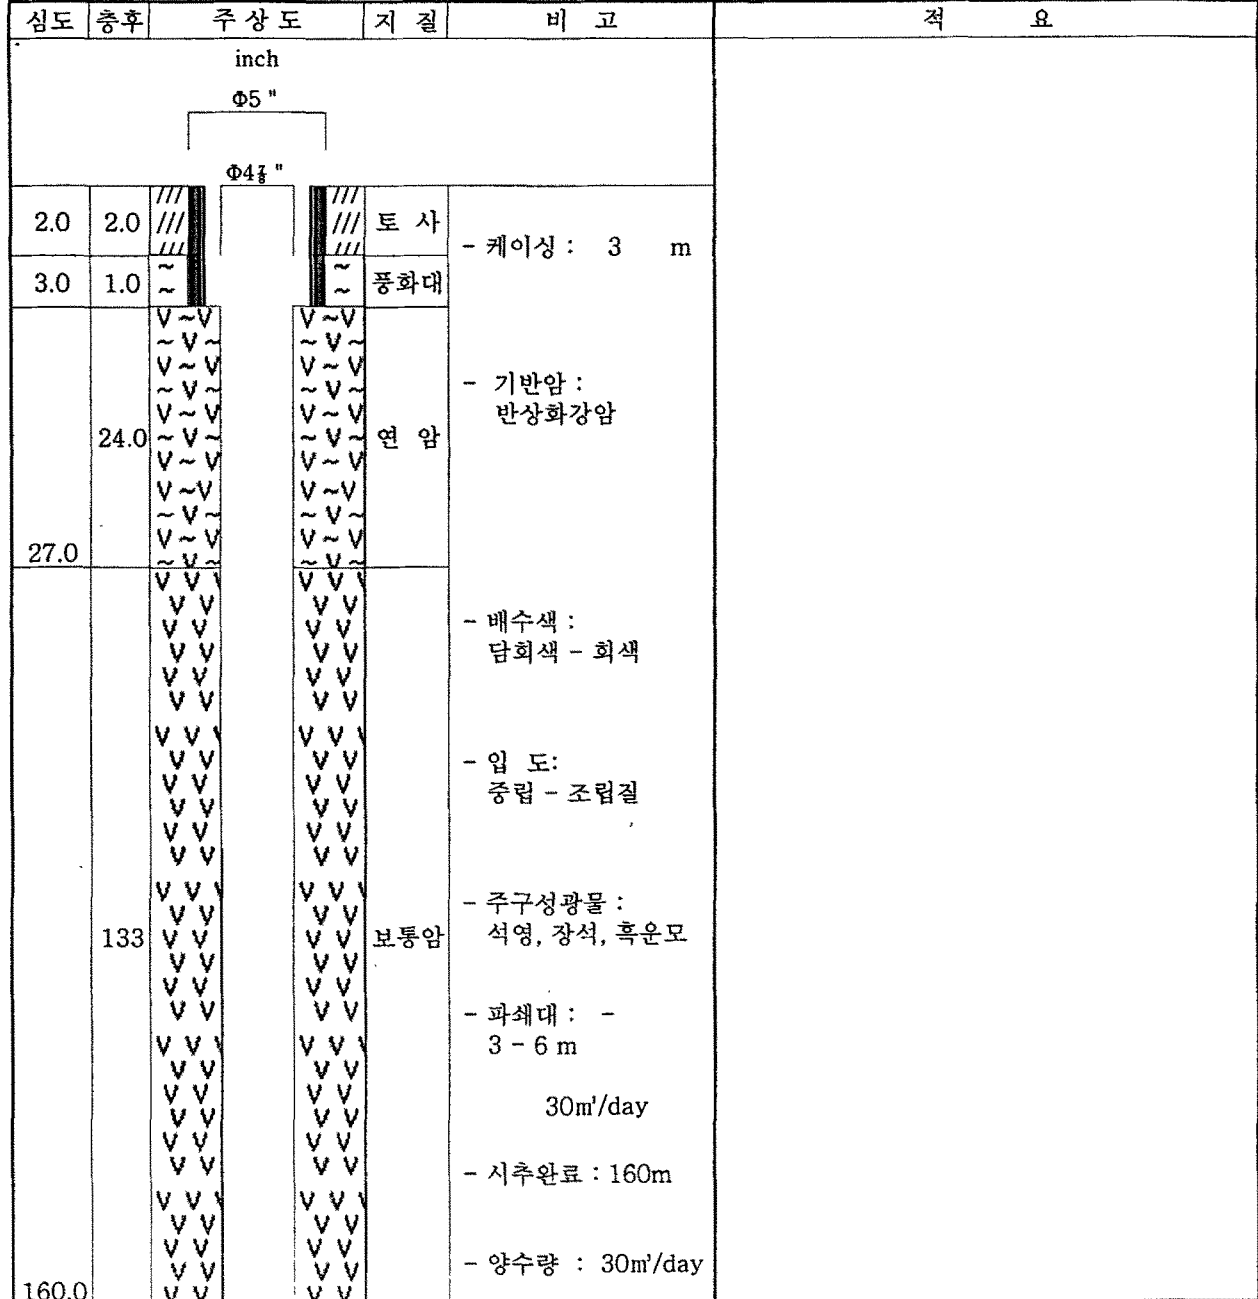 심도 층후 주 상 도 지 질 비 고 적 요
inch
Φ5 "
Φ4⅞ "
2.0 2.0 토 사
- 케이싱 : 3 m
3.0 1.0 풍화대
- 기반암 :
반상화강암
24.0 연 암
27.0
- 배수색 :
담회색 - 회색
- 입 도:
중립 - 조립질
- 주구성광물 :
133 보통암 석영, 장석, 흑운모
- 파쇄대 : -
3 - 6 m
30㎥/day
- 시추완료 : 160m
- 양수량 : 30㎥/day
160.0